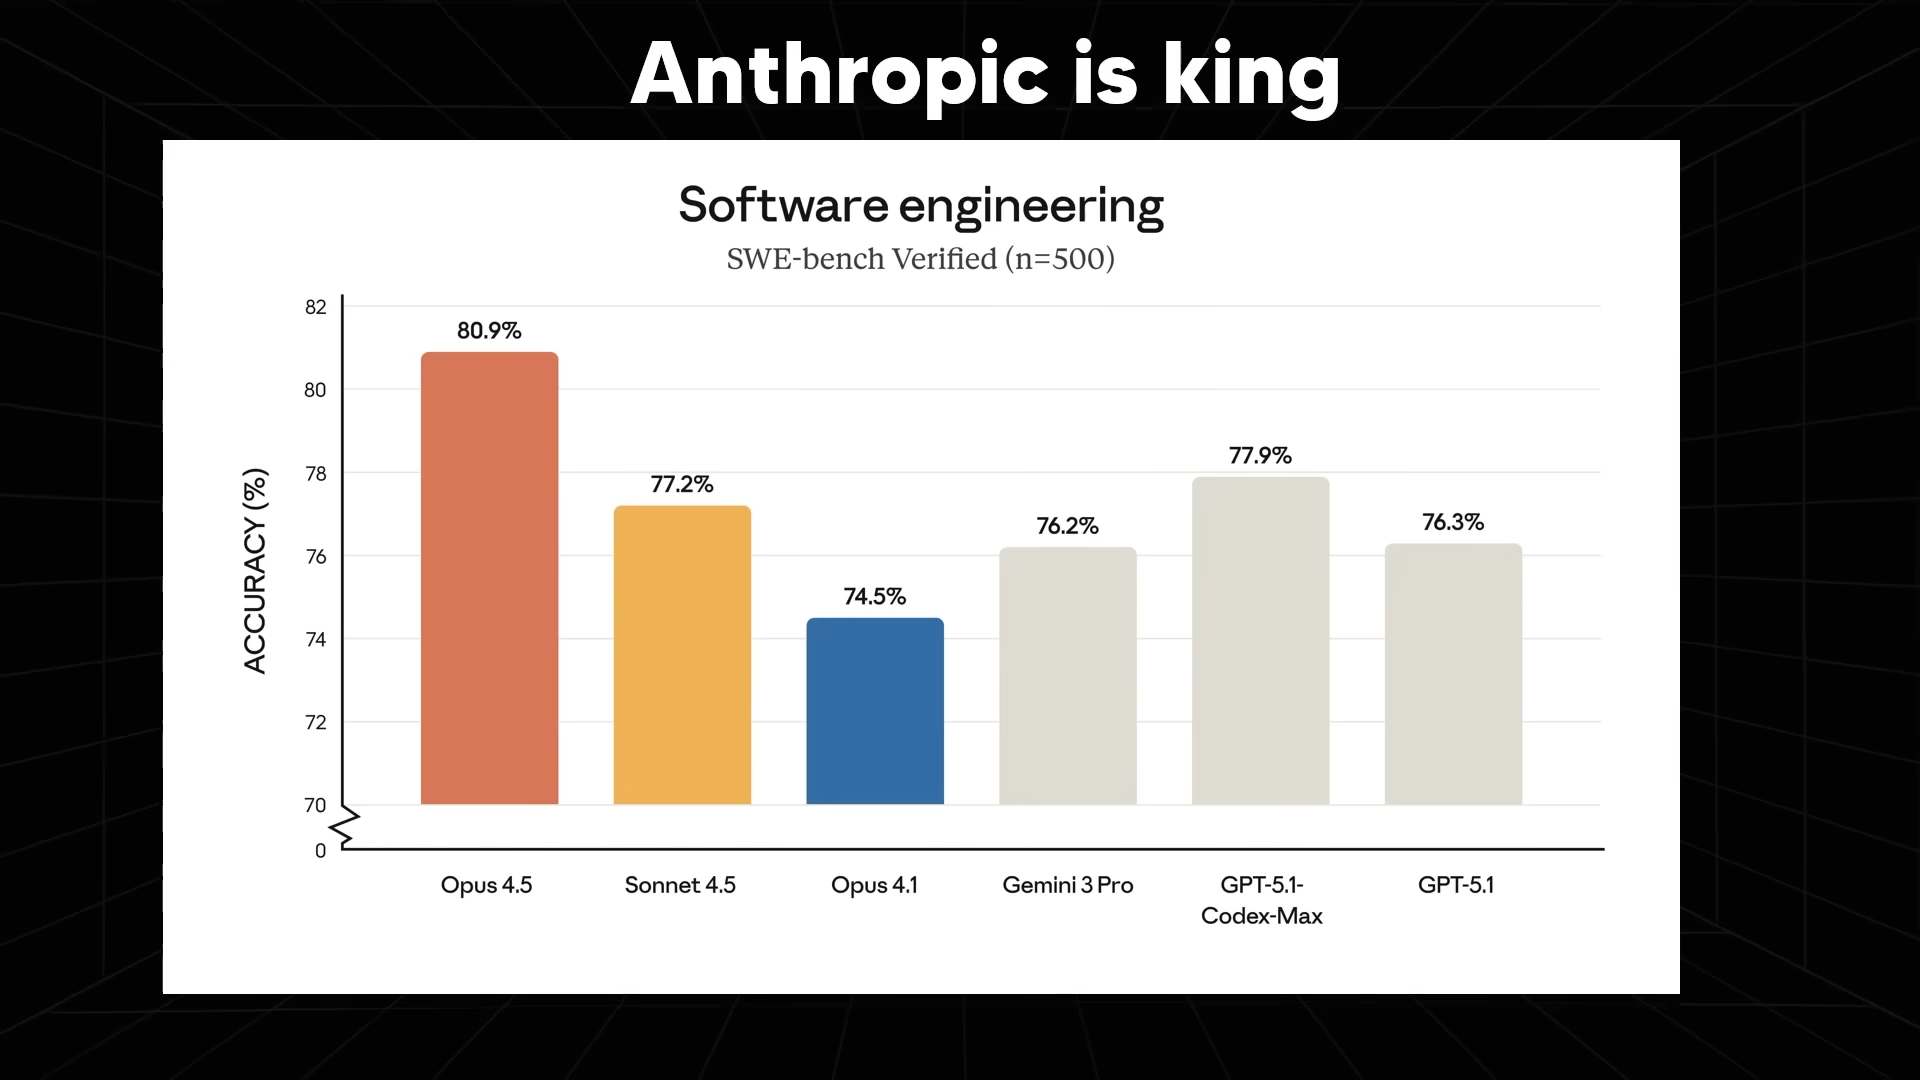 Anthropic is king
Software engineering
SWE-bench Verified (n=500)
ACCURACY (%)
82
80
78
76
74
72
70
0
80.9%
77.2%
74.5%
76.2%
77.9%
76.3%
Opus 4.5
Sonnet 4.5
Opus 4.1
Gemini 3 Pro
GPT-5.1-
Codex-Max
GPT-5.1